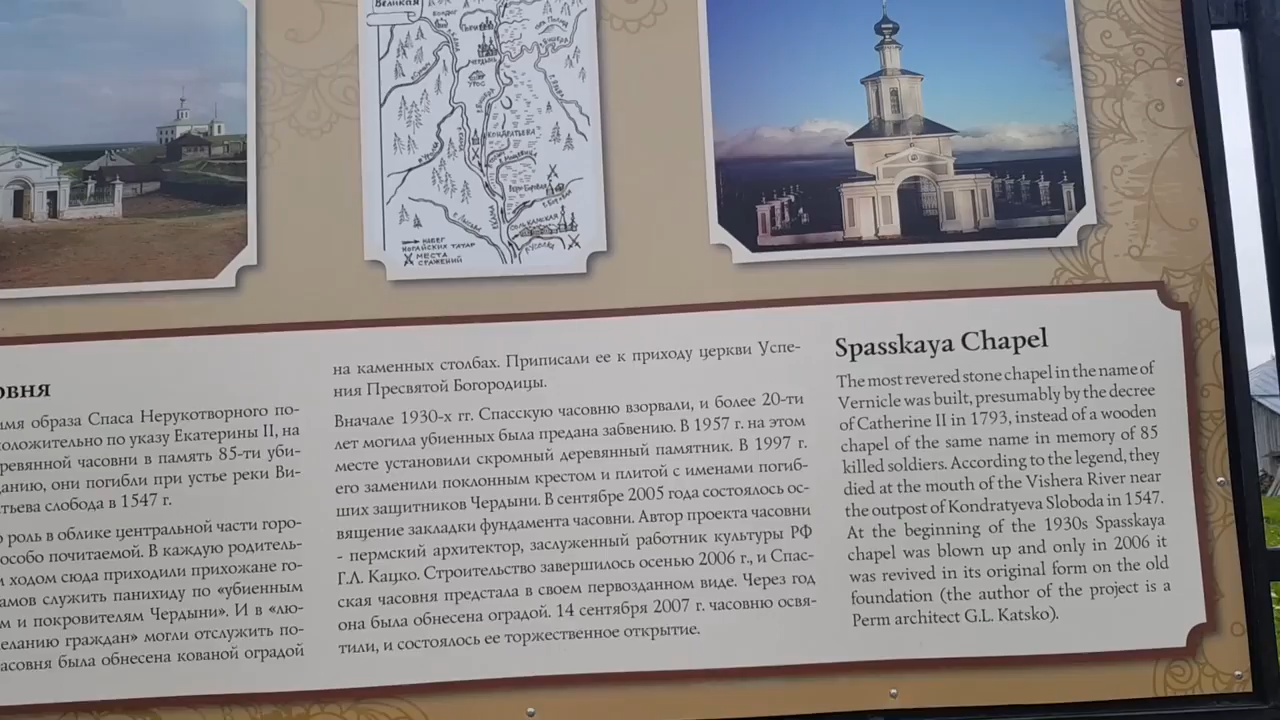 Великая
Чердынь
Урос
Кондратьева
Соль Камская
Усолка
Набег
ногайских татар
Места
сражений
овня
имя образа Спаса Нерукотворного по-
оложительно по указу Екатерины II, на
ревянной часовни в память 85-ти уби-
данию, они погибли при устье реки Ви-
тьева слобода в 1547 г.
о роль в облике центральной части горо-
особо почитаемой. В каждую родитель-
м ходом сюда приходили прихожане го-
амов служить панихиду по «убиенным
м и покровителям Чердыни». И в «лю-
еланию граждан» могли отслужить по-
асовня была обнесена кованой оградой
на каменных столбах. Приписали ее к приходу церкви Успе-
ния Пресвятой Богородицы.
Вначале 1930-х гг. Спасскую часовню взорвали, и более 20-ти
лет могила убиенных была предана забвению. В 1957 г. на этом
месте установили скромный деревянный памятник. В 1997 г.
его заменили поклонным крестом и плитой с именами погиб-
ших защитников Чердыни. В сентябре 2005 года состоялось ос-
вящение закладки фундамента часовни. Автор проекта часовни
- пермский архитектор, заслуженный работник культуры РФ
Г.Л. Кацко. Строительство завершилось осенью 2006 г., и Спас-
ская часовня предстала в своем первозданном виде. Через год
она была обнесена оградой. 14 сентября 2007 г. часовню освя-
тили, и состоялось ее торжественное открытие.
Spasskaya Chapel
The most revered stone chapel in the name of
Vernicle was built, presumably by the decree
of Catherine II in 1793, instead of a wooden
chapel of the same name in memory of 85
killed soldiers. According to the legend, they
died at the mouth of the Vishera River near
the outpost of Kondratyeva Sloboda in 1547.
At the beginning of the 1930s Spasskaya
chapel was blown up and only in 2006 it
was revived in its original form on the old
foundation (the author of the project is a
Perm architect G.L. Katsko).